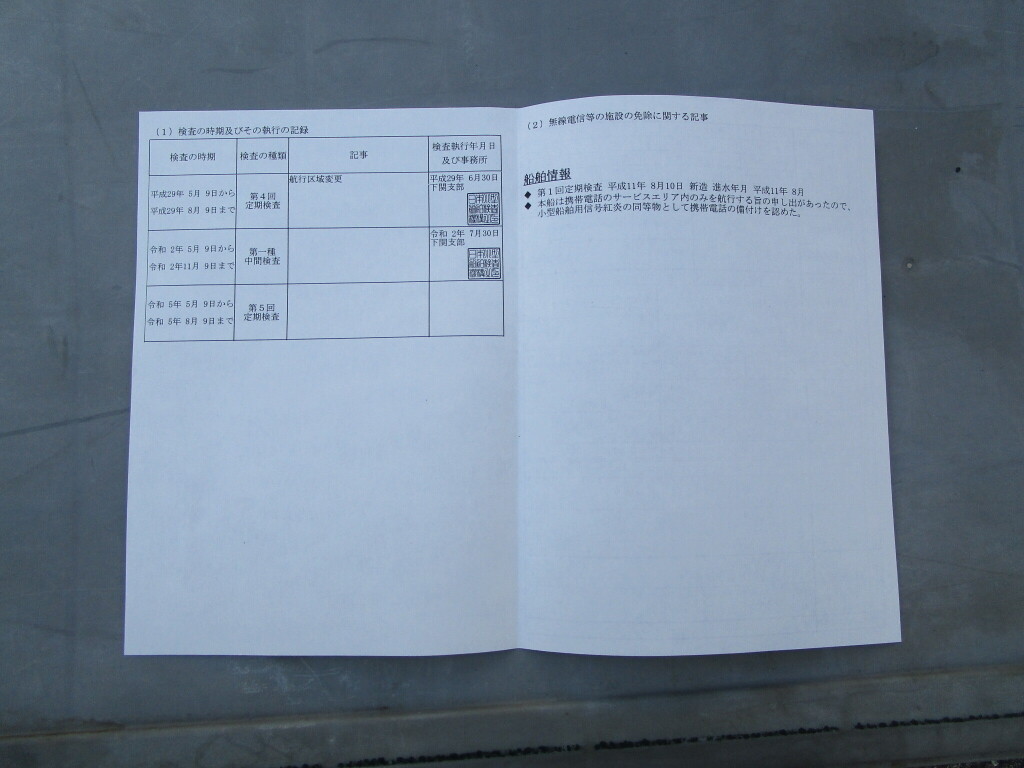 (1)検査の時期及びその執行の記録
検査の時期 検査の種類 記事 検査執行年月日
及び事務所
平成29年 5月 9日から
平成29年 8月 9日まで
第4回
定期検査
航行区域変更
平成29年 6月30日
下関支部
令和 2年 5月 9日から
令和 2年11月 9日まで
第一種
中間検査
令和 2年 7月30日
下関支部
令和 5年 5月 9日から
令和 5年 8月 9日まで
第5回
定期検査
(2)無線電信等の施設の免除に関する記事
船舶情報
◆ 第1回定期検査 平成11年 8月10日 新造 進水年月 平成11年 8月
◆ 本船は携帯電話のサービスエリア内のみを航行する旨の申し出があったので、
小型船舶用信号紅炎の同等物として携帯電話の備付けを認めた。